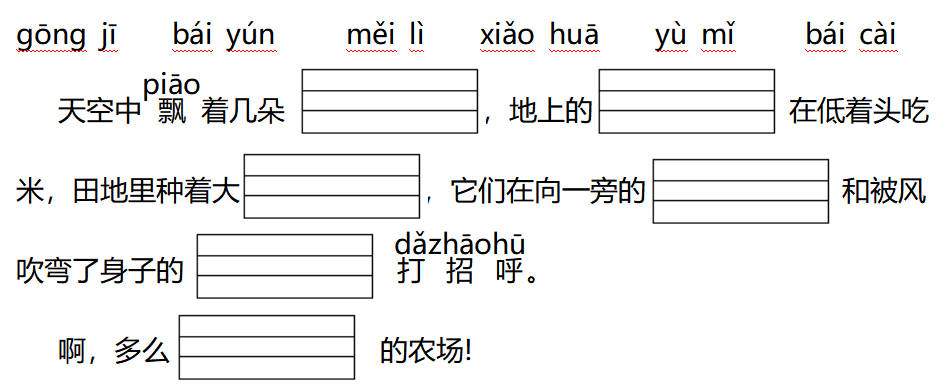 gōng jī bái yún měi lì xiǎo huā yù mǐ bái cài
piāo
天空中 飘 着几朵 ，地上的 在低着头吃
米，田地里种着大 ，它们在向一旁的 和被风
dǎzhāohū
吹弯了身子的 打 招 呼。
啊，多么 的农场!